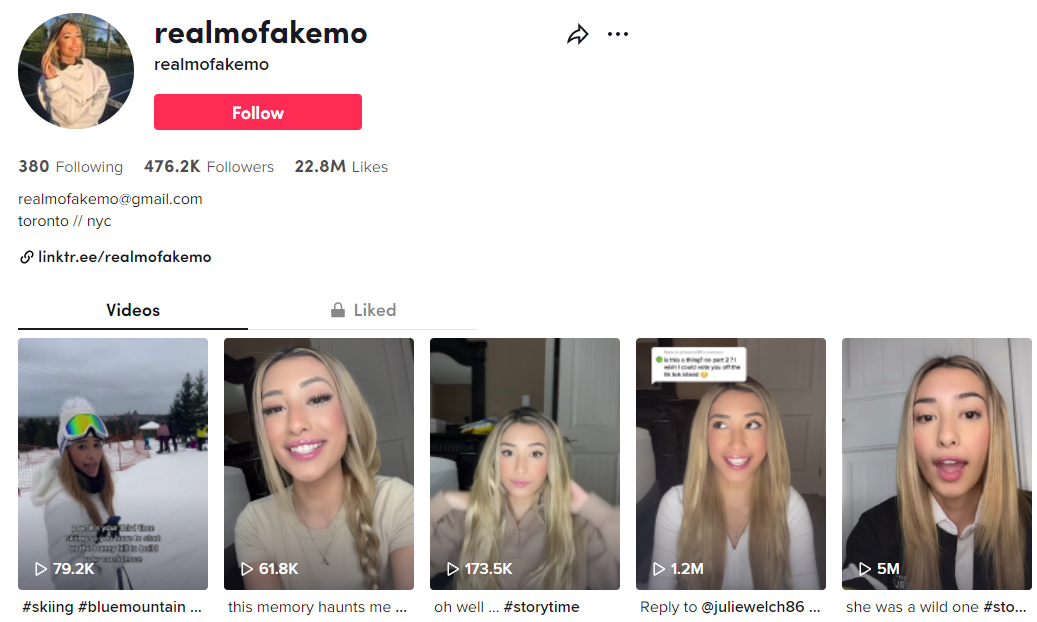 realmofakemo
realmofakemo
Follow
380 Following 476.2K Followers 22.8M Likes
realmofakemo@gmail.com
toronto // nyc
linktr.ee/realmofakemo
Videos
Liked
is this a thing? no part 2 ? I
wish I could vote you off the
tik tok island
79.2K
61.8K
173.5K
1.2M
5M
#skiing #bluemountain ...
this memory haunts me ...
oh well ... #storytime
Reply to @juliewelch86 ...
she was a wild one #sto...